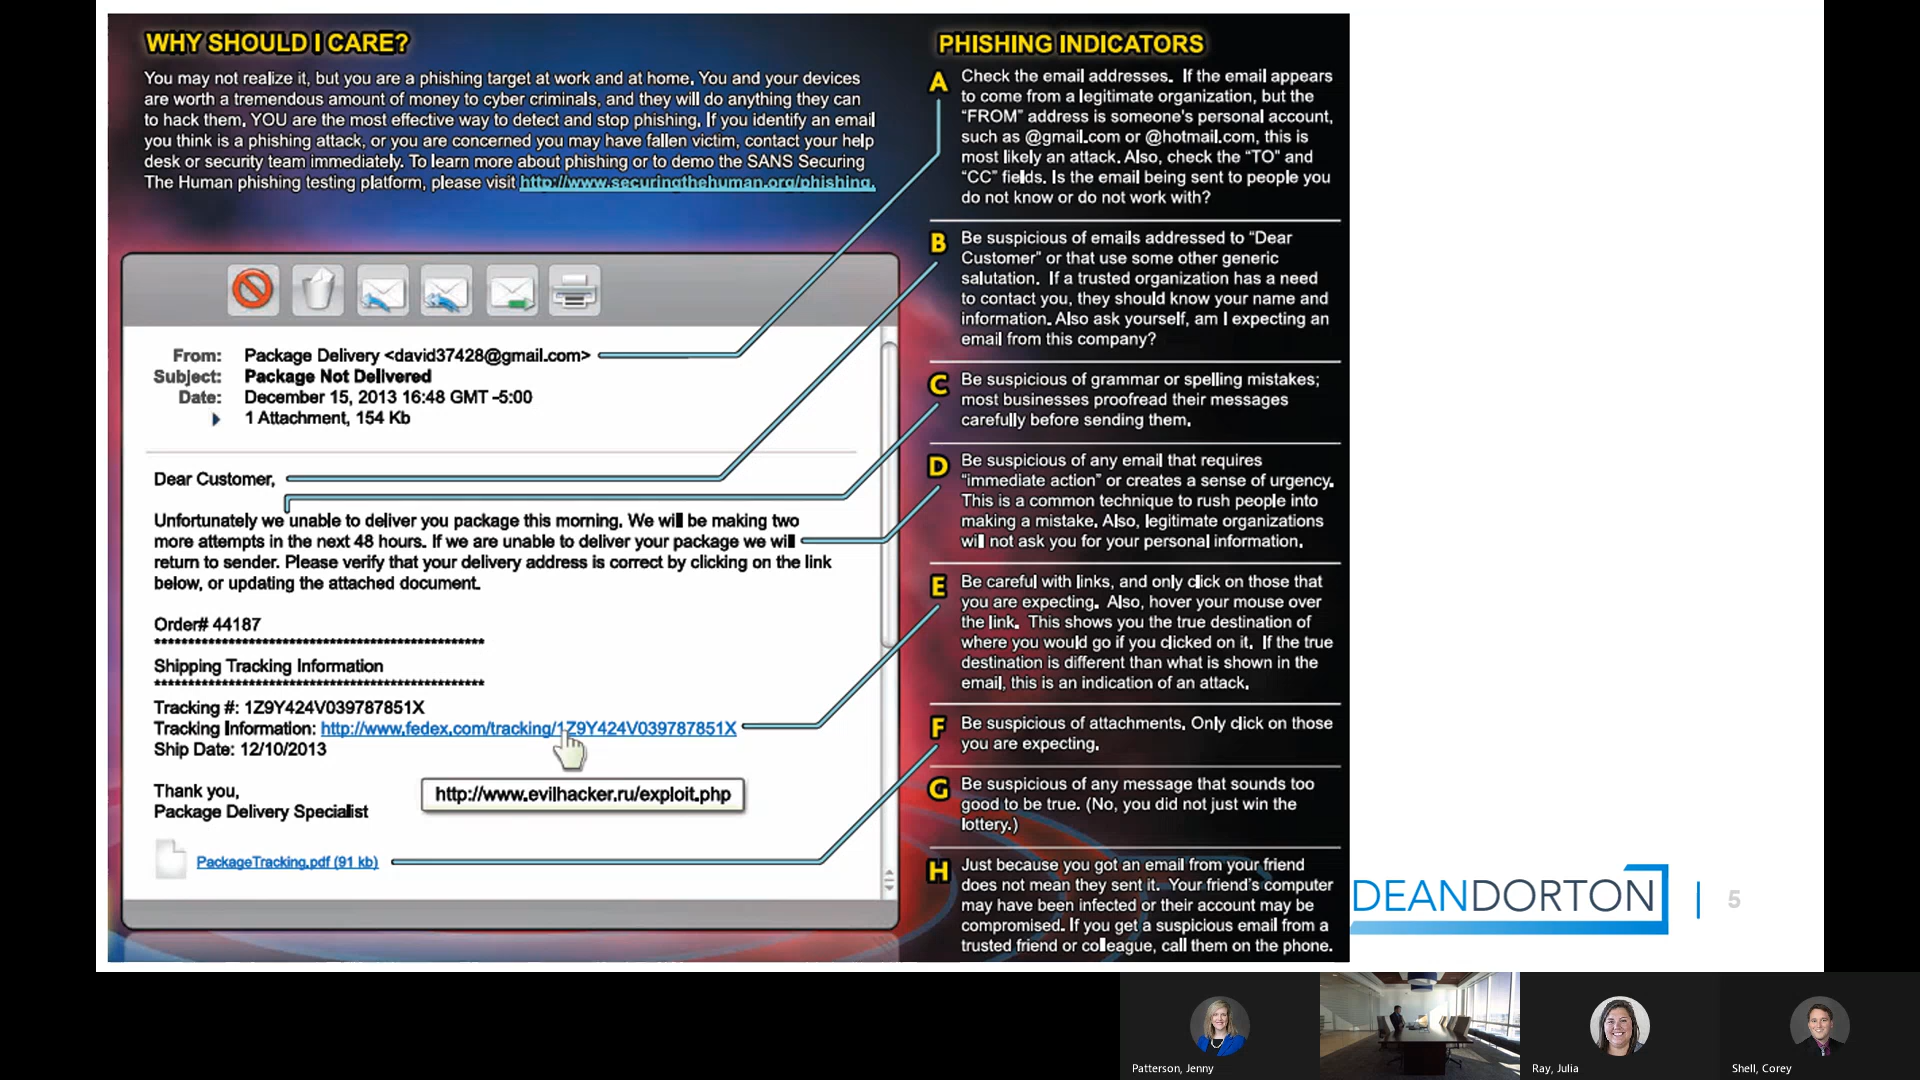 WHY SHOULD I CARE?
You may not realize it, but you are a phishing target at work and at home. You and your devices
are worth a tremendous amount of money to cyber criminals, and they will do anything they can
to hack them. YOU are the most effective way to detect and stop phishing. If you identify an email
you think is a phishing attack, or you are concerned you may have fallen victim, contact your help
desk or security team immediately. To learn more about phishing or to demo the SANS Securing
The Human phishing testing platform, please visit http://www.securingthehuman.org/phishing.
From: Package Delivery <david37428@gmail.com>
Subject: Package Not Delivered
Date: December 15, 2013 16:48 GMT -5:00
1 Attachment, 154 Kb
Dear Customer,
Unfortunately we unable to deliver you package this morning. We will be making two
more attempts in the next 48 hours. If we are unable to deliver your package we will
return to sender. Please verify that your delivery address is correct by clicking on the link
below, or updating the attached document.
Order# 44187
************************************************
Shipping Tracking Information
************************************************
Tracking #: 1Z9Y424V039787851X
Tracking Information: http://www.fedex.com/tracking/1Z9Y424V039787851X
Ship Date: 12/10/2013
http://www.evilhacker.ru/exploit.php
Thank you,
Package Delivery Specialist
PackageTracking.pdf (91 kb)
PHISHING INDICATORS
A Check the email addresses. If the email appears
to come from a legitimate organization, but the
“FROM” address is someone's personal account,
such as @gmail.com or @hotmail.com, this is
most likely an attack. Also, check the “TO” and
“CC” fields. Is the email being sent to people you
do not know or do not work with?
B Be suspicious of emails addressed to “Dear
Customer” or that use some other generic
salutation. If a trusted organization has a need
to contact you, they should know your name and
information. Also ask yourself, am I expecting an
email from this company?
C Be suspicious of grammar or spelling mistakes;
most businesses proofread their messages
carefully before sending them.
D Be suspicious of any email that requires
“immediate action” or creates a sense of urgency.
This is a common technique to rush people into
making a mistake. Also, legitimate organizations
will not ask you for your personal information.
E Be careful with links, and only click on those that
you are expecting. Also, hover your mouse over
the link. This shows you the true destination of
where you would go if you clicked on it. If the true
destination is different than what is shown in the
email, this is an indication of an attack.
F Be suspicious of attachments. Only click on those
you are expecting.
G Be suspicious of any message that sounds too
good to be true. (No, you did not just win the
lottery.)
H Just because you got an email from your friend
does not mean they sent it. Your friend's computer
may have been infected or their account may be
compromised. If you get a suspicious email from a
trusted friend or colleague, call them on the phone.
DEANDORTON | 5
Patterson, Jenny
Ray, Julia
Shell, Corey